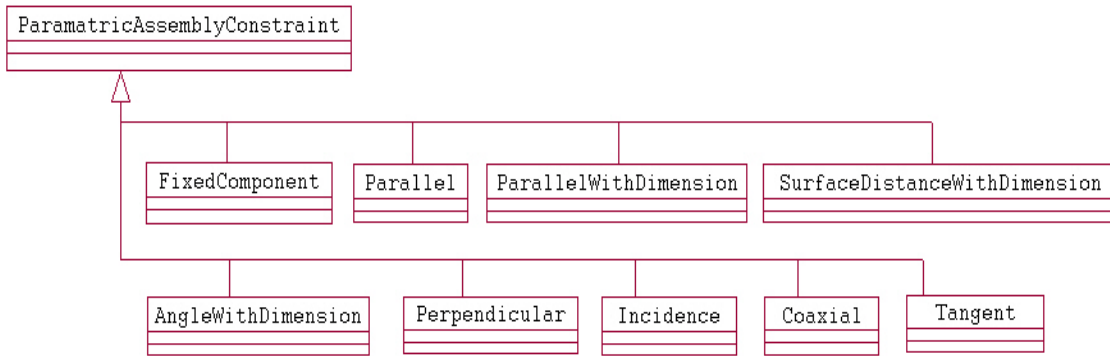 ParamatricAssemblyConstraint
FixedComponent
Parallel
ParallelWithDimension
SurfaceDistanceWithDimension
AngleWithDimension
Perpendicular
Incidence
Coaxial
Tangent